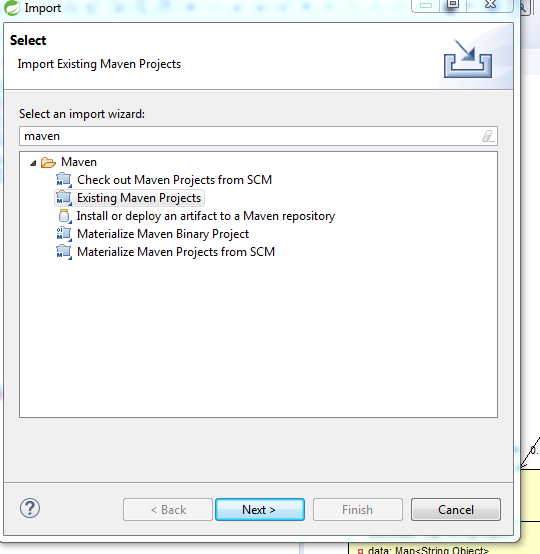 Import
Select
Import Existing Maven Projects
Select an import wizard:
maven
Maven
Check out Maven Projects from SCM
Existing Maven Projects
Install or deploy an artifact to a Maven repository
Materialize Maven Binary Project
Materialize Maven Projects from SCM
0.
< Back
Next >
Finish
Cancel
data: Map<String Object>